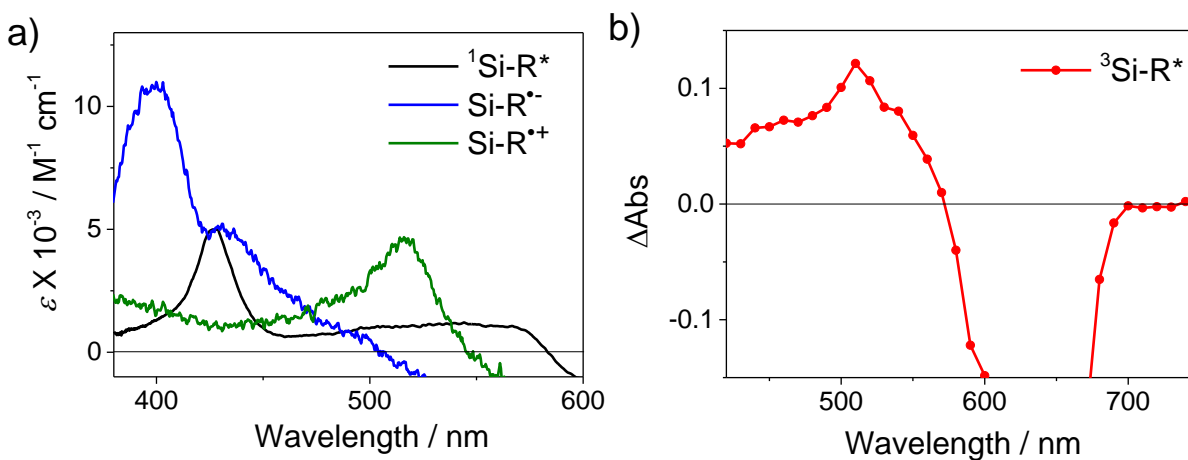 a)
ε X 10⁻³ / M⁻¹ cm⁻¹
10
5
0
400
500
600
Wavelength / nm
¹Si-R*
Si-R•-
Si-R•+
b)
ΔAbs
0.1
0.0
-0.1
500
600
700
Wavelength / nm
³Si-R*